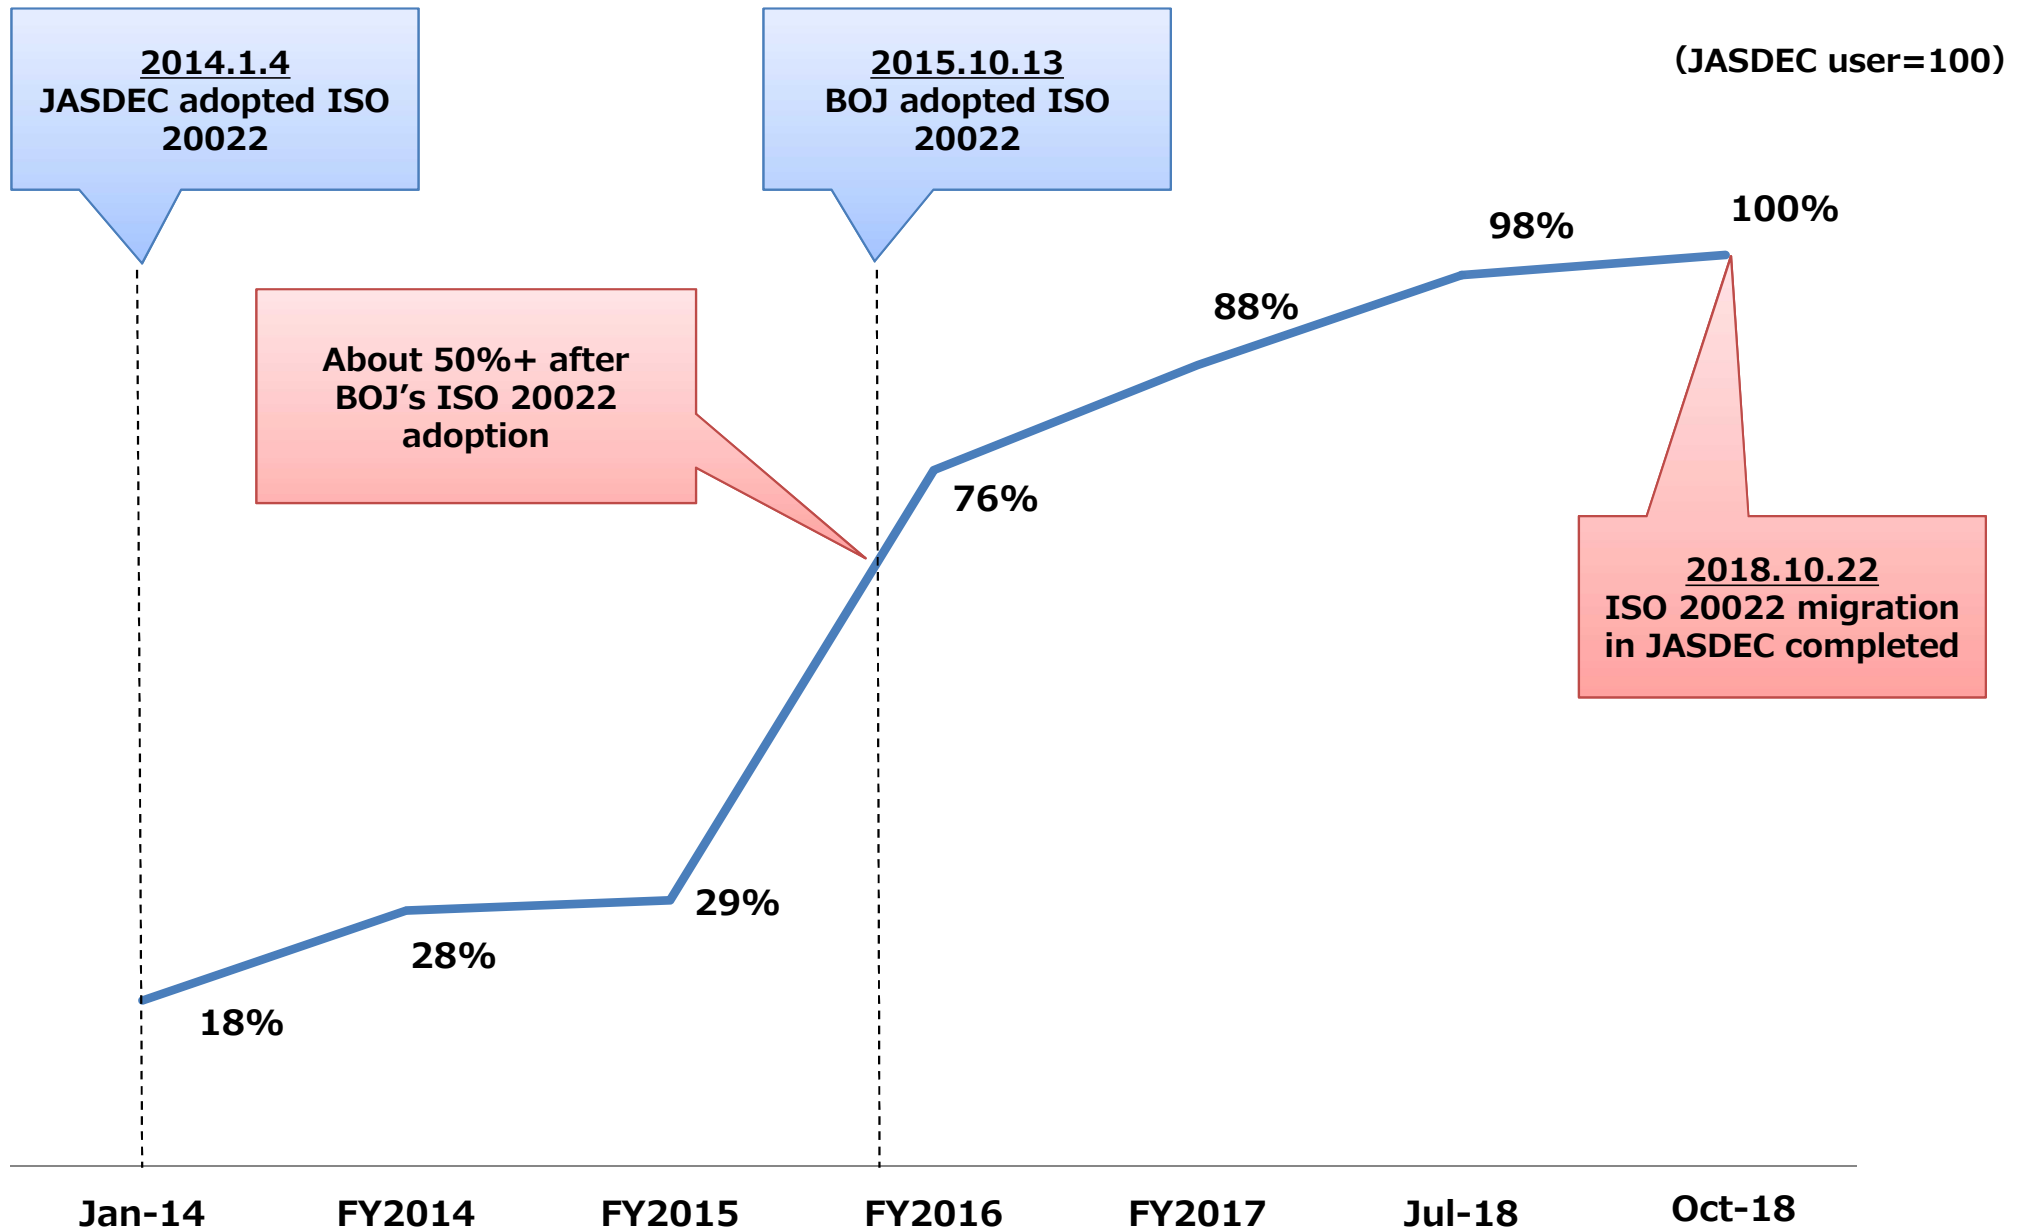 2014.1.4
JASDEC adopted ISO
20022
2015.10.13
BOJ adopted ISO
20022
（JASDEC user=100）
About 50%+ after
BOJ’s ISO 20022
adoption
18%
28%
29%
76%
88%
98%
100%
2018.10.22
ISO 20022 migration
in JASDEC completed
Jan-14
FY2014
FY2015
FY2016
FY2017
Jul-18
Oct-18